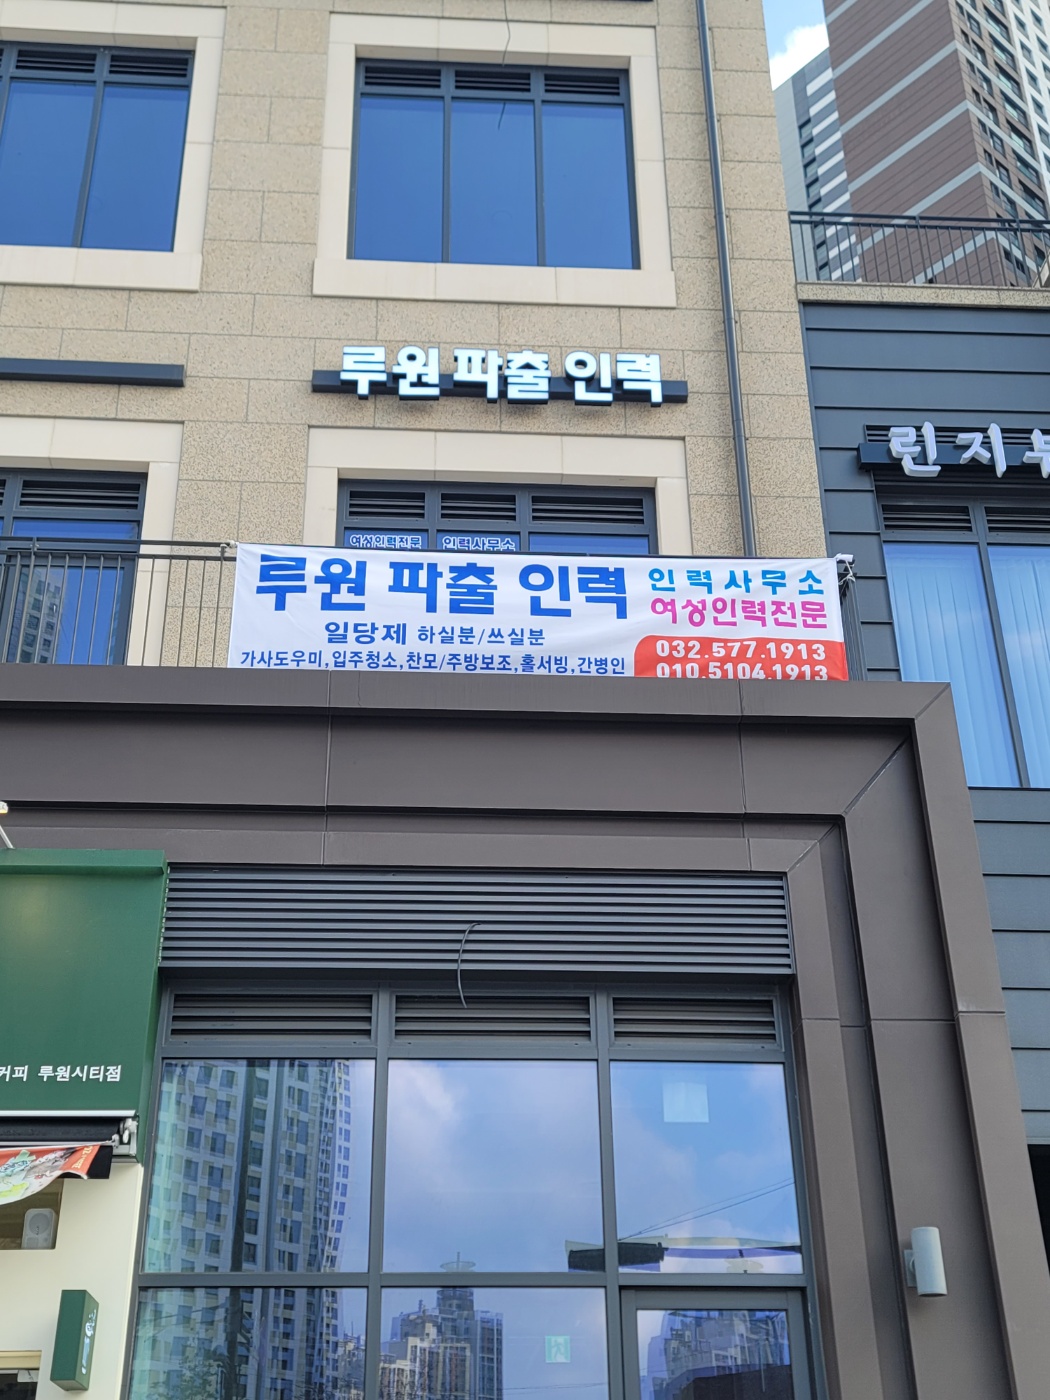 루원 파출 인력
린지
여성인력전문 인력사무소
루원 파출 인력
인력사무소
여성인력전문
일당제 하실분/쓰실분
가사도우미,입주청소,찬모/주방보조,홀서빙,간병인
032.577.1913
010.5104.1913
커피 루원시티점